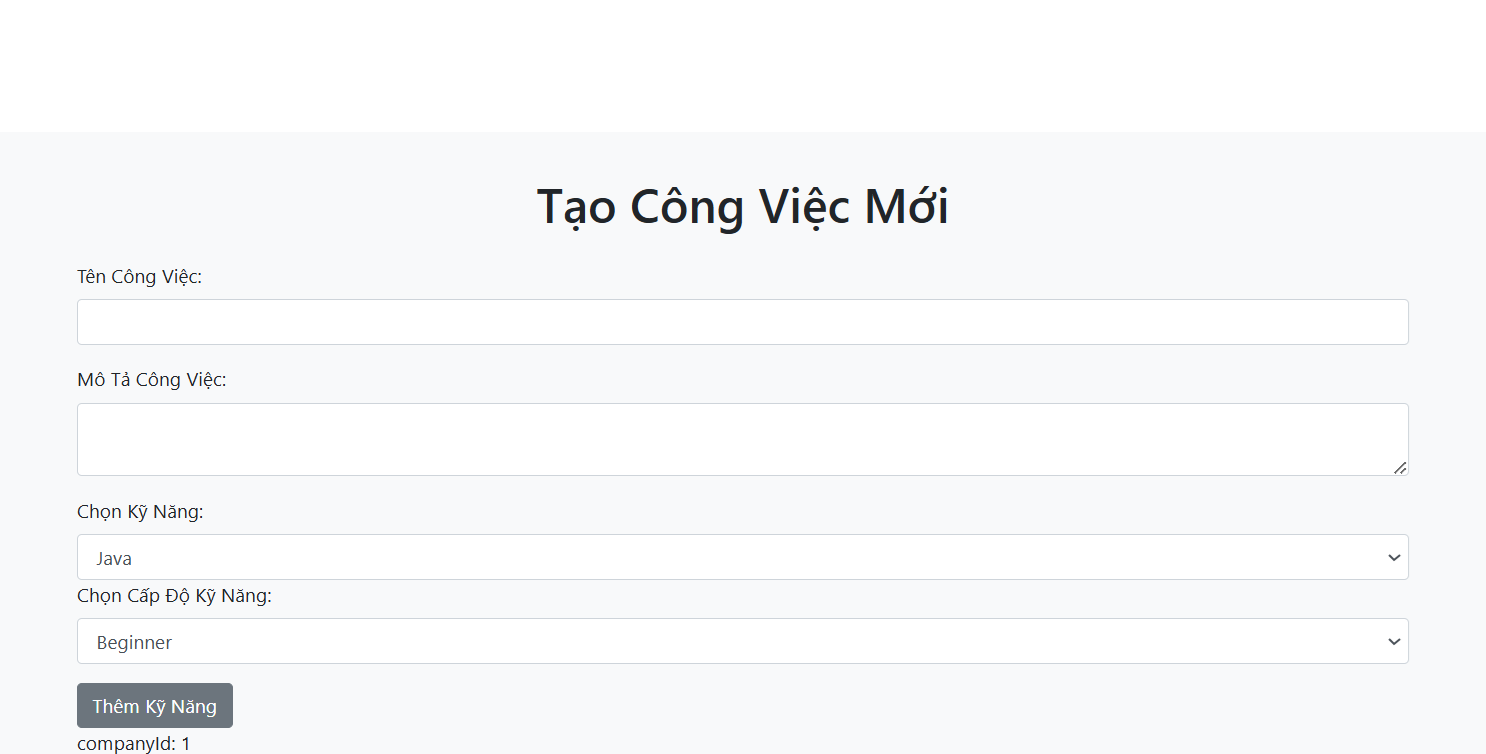 Tạo Công Việc Mới
Tên Công Việc:
Mô Tả Công Việc:
Chọn Kỹ Năng:
Java
Chọn Cấp Độ Kỹ Năng:
Beginner
Thêm Kỹ Năng
companyId: 1